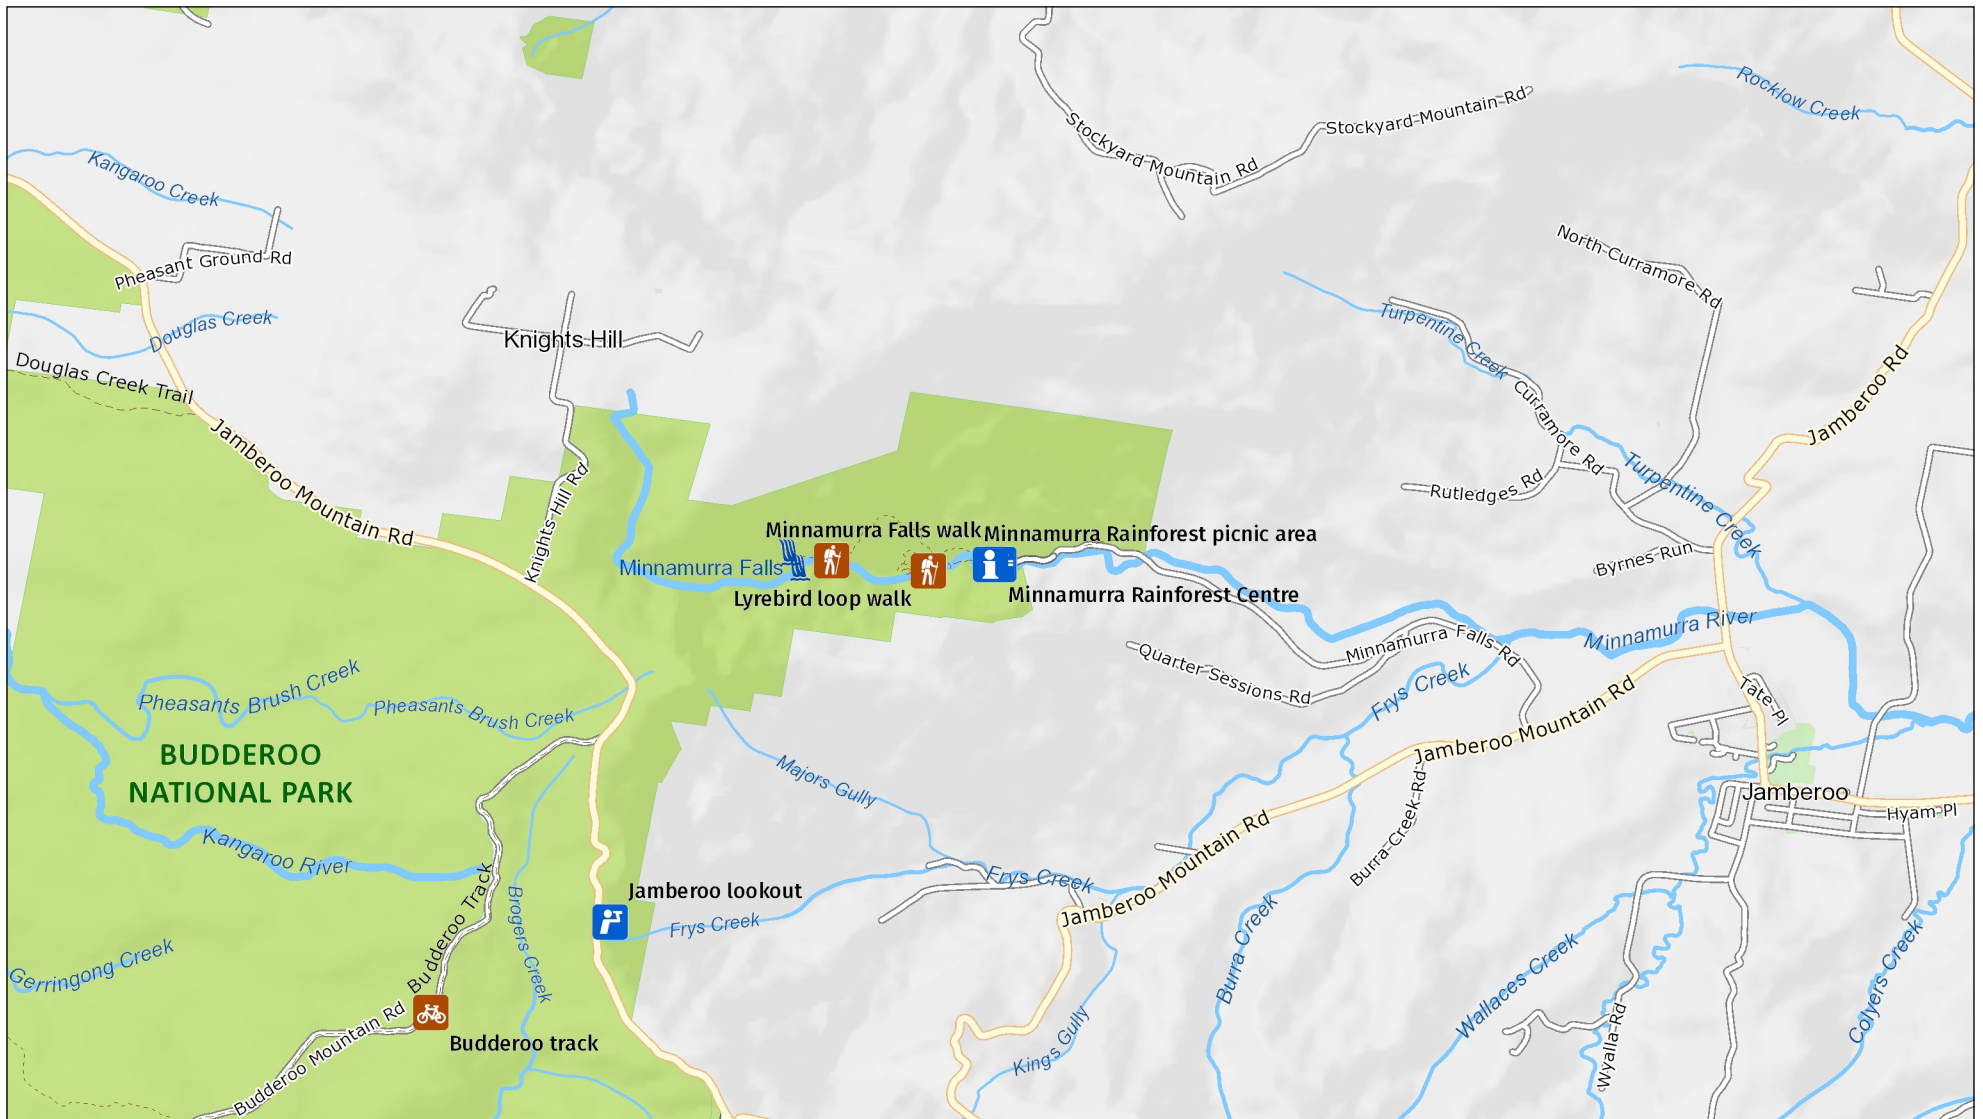 Rocklow Creek
Stockyard Mountain Rd
Stockyard Mountain Rd
Kangaroo Creek
Pheasant Ground Rd
North Curramore Rd
Douglas Creek
Turpentine Creek
Knights Hill
Douglas Creek Trail
Jamberoo Rd
Curramore Rd
Jamberoo Mountain Rd
Knights Hill Rd
Rutledges Rd
Turpentine Creek
Minnamurra Falls walk
Minnamurra Rainforest picnic area
Byrnes Run
Minnamurra Falls
Lyrebird loop walk
Minnamurra Rainforest Centre
Minnamurra River
Minnamurra Falls Rd
Quarter Sessions Rd
Frys Creek
Pheasants Brush Creek
Pheasants Brush Creek
Tate Pl
Jamberoo Mountain Rd
BUDDEROO
NATIONAL PARK
Majors Gully
Jamberoo
Hyam Pl
Burra Creek Rd
Kangaroo River
Jamberoo Mountain Rd
Frys Creek
Jamberoo lookout
Frys Creek
Budderoo Track
Brogers Creek
Burra Creek
Wallaces Creek
Colyers Creek
Gerringong Creek
Budderoo Mountain Rd
Budderoo track
Kings Gully
Wyalla Rd